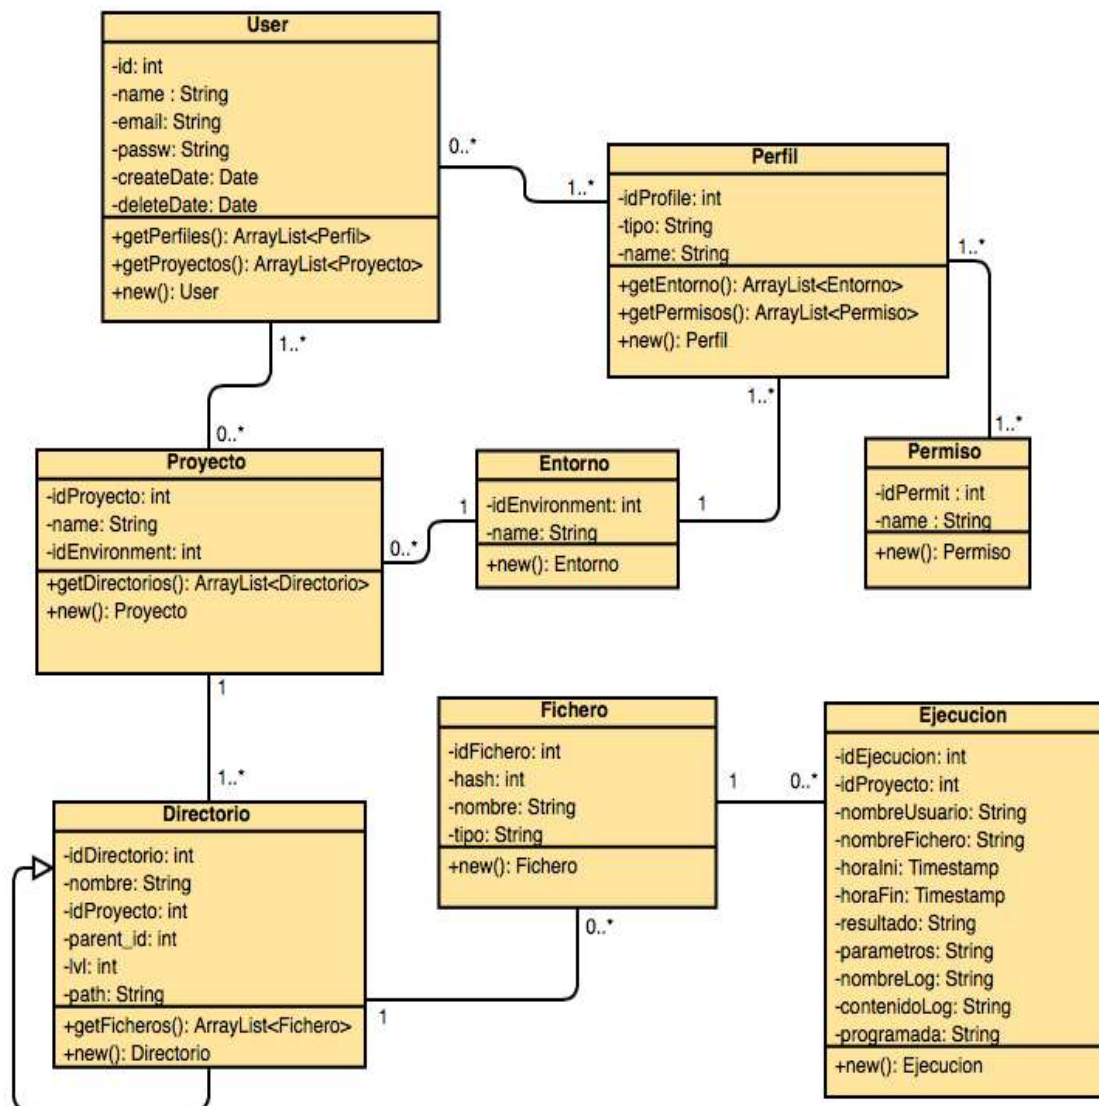 User
-id: int
-name : String
-email: String
-passw: String
-createDate: Date
-deleteDate: Date
+getPerfiles(): ArrayList<Perfil>
+getProyectos(): ArrayList<Proyecto>
+new(): User
0..*
1..*
Perfil
-idProfile: int
-tipo: String
-name: String
+getEntorno(): ArrayList<Entorno>
+getPermisos(): ArrayList<Permiso>
+new(): Perfil
1..*
1..*
1..*
0..*
1..*
Proyecto
-idProyecto: int
-name: String
-idEnvironment: int
+getDirectorios(): ArrayList<Directorio>
+new(): Proyecto
0..*
1
Entorno
-idEnvironment: int
-name: String
+new(): Entorno
1
Permiso
-idPermit : int
-name : String
+new(): Permiso
1
1..*
Directorio
-idDirectorio: int
-nombre: String
-idProyecto: int
-parent_id: int
-lvl: int
-path: String
+getFicheros(): ArrayList<Fichero>
+new(): Directorio
1
Fichero
-idFichero: int
-hash: int
-nombre: String
-tipo: String
+new(): Fichero
0..*
1
0..*
Ejecucion
-idEjecucion: int
-idProyecto: int
-nombreUsuario: String
-nombreFichero: String
-horaIni: Timestamp
-horaFin: Timestamp
-resultado: String
-parametros: String
-nombreLog: String
-contenidoLog: String
-programada: String
+new(): Ejecucion